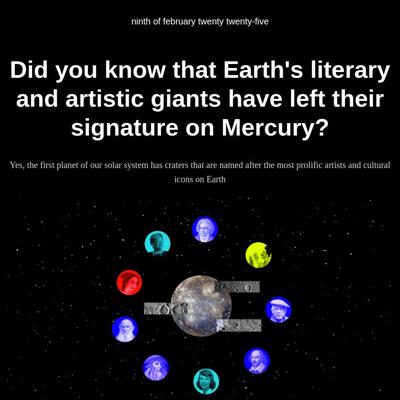 ninth of february twenty twenty-five
Did you know that Earth's literary
and artistic giants have left their
signature on Mercury?
Yes, the first planet of our solar system has craters that are named after the most prolific artists and cultural
icons on Earth